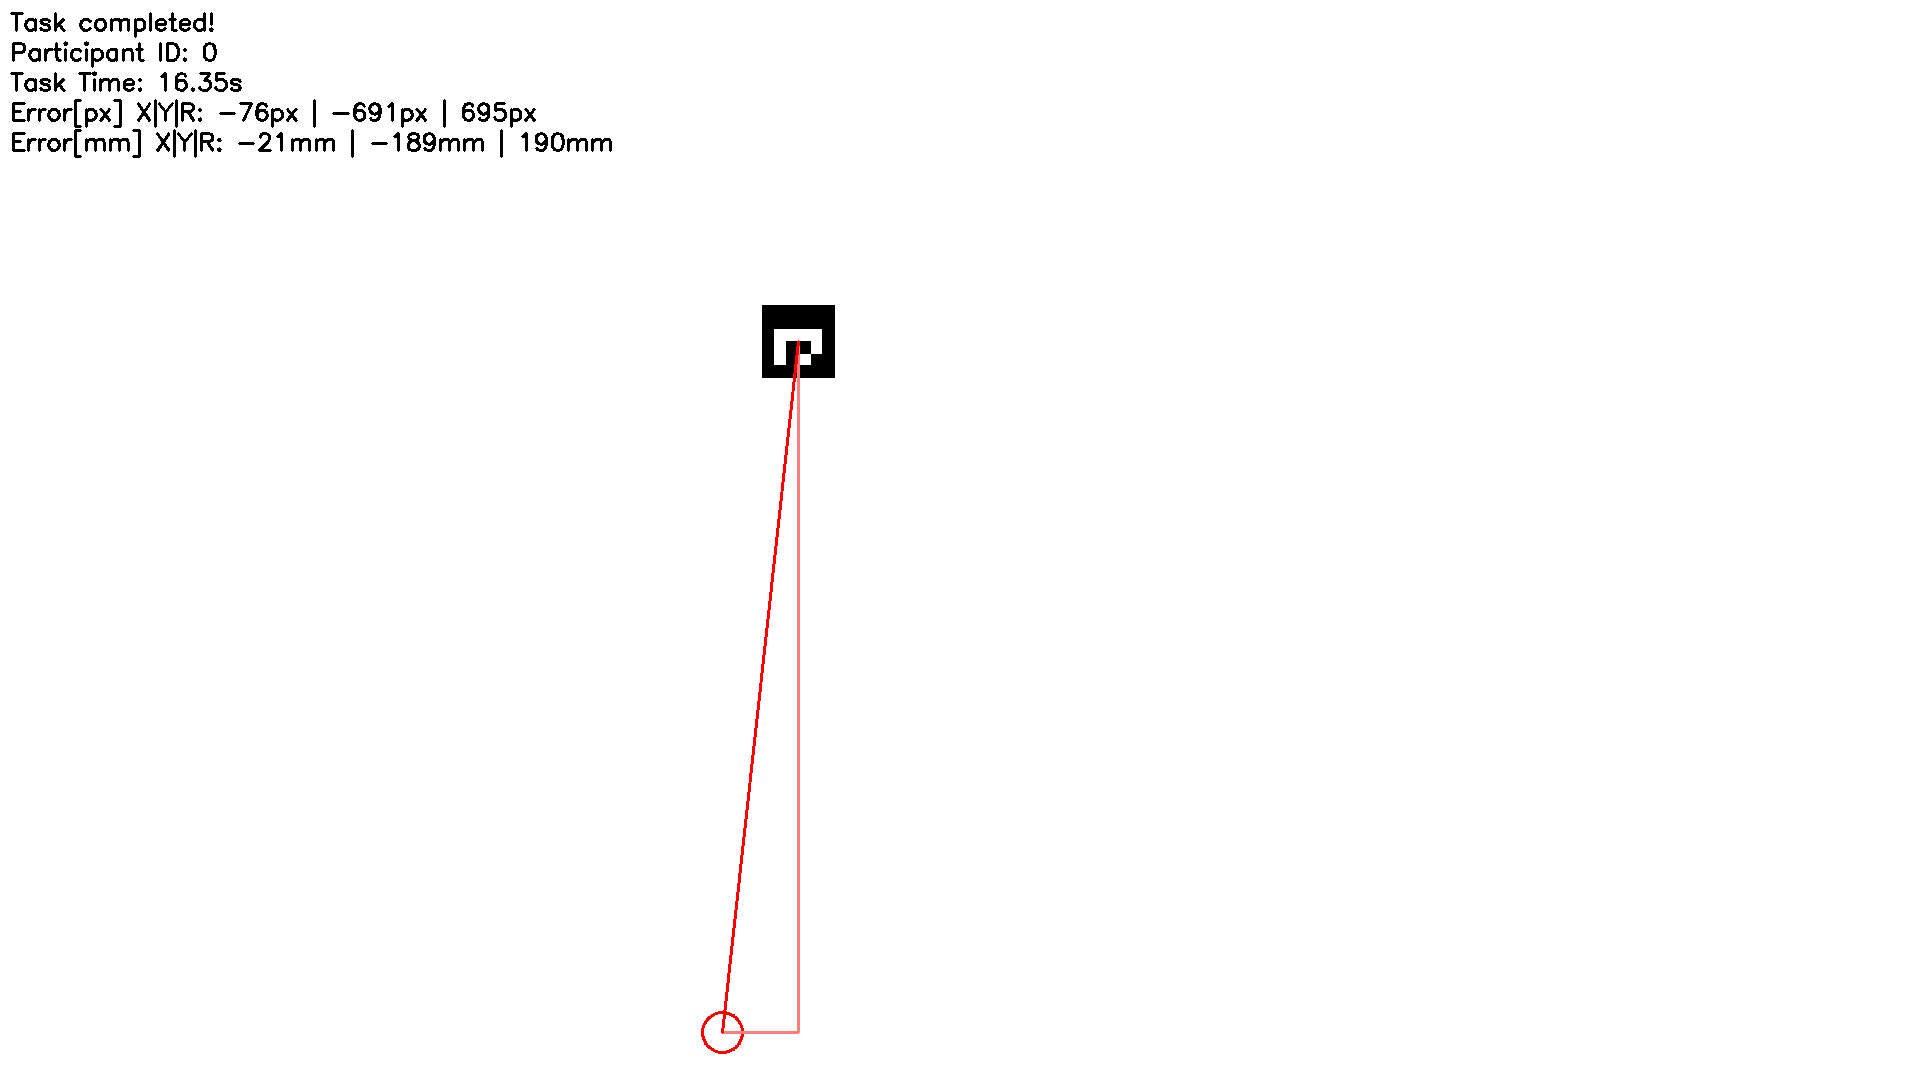 Task completed!
Participant ID: 0
Task Time: 16.35s
Error[px] X|Y|R: -76px | -691px | 695px
Error[mm] X|Y|R: -21mm | -189mm | 190mm